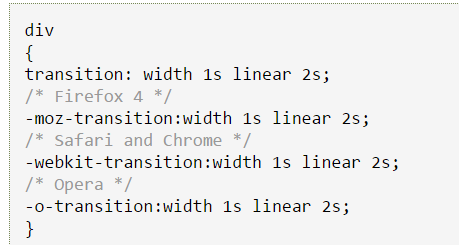 div
{
transition: width 1s linear 2s;
/* Firefox 4 */
-moz-transition:width 1s linear 2s;
/* Safari and Chrome */
-webkit-transition:width 1s linear 2s;
/* Opera */
-o-transition:width 1s linear 2s;
}